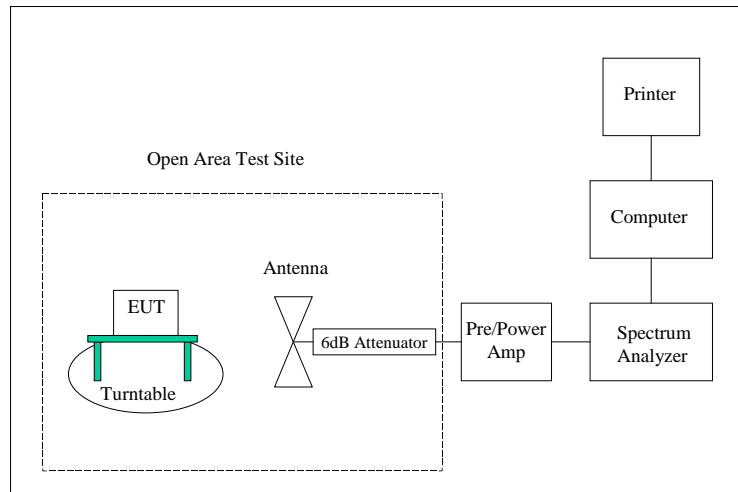 Printer
Open Area Test Site
Computer
Antenna
EUT
Pre/Power
Amp
Spectrum
Analyzer
6dB Attenuator
Turntable